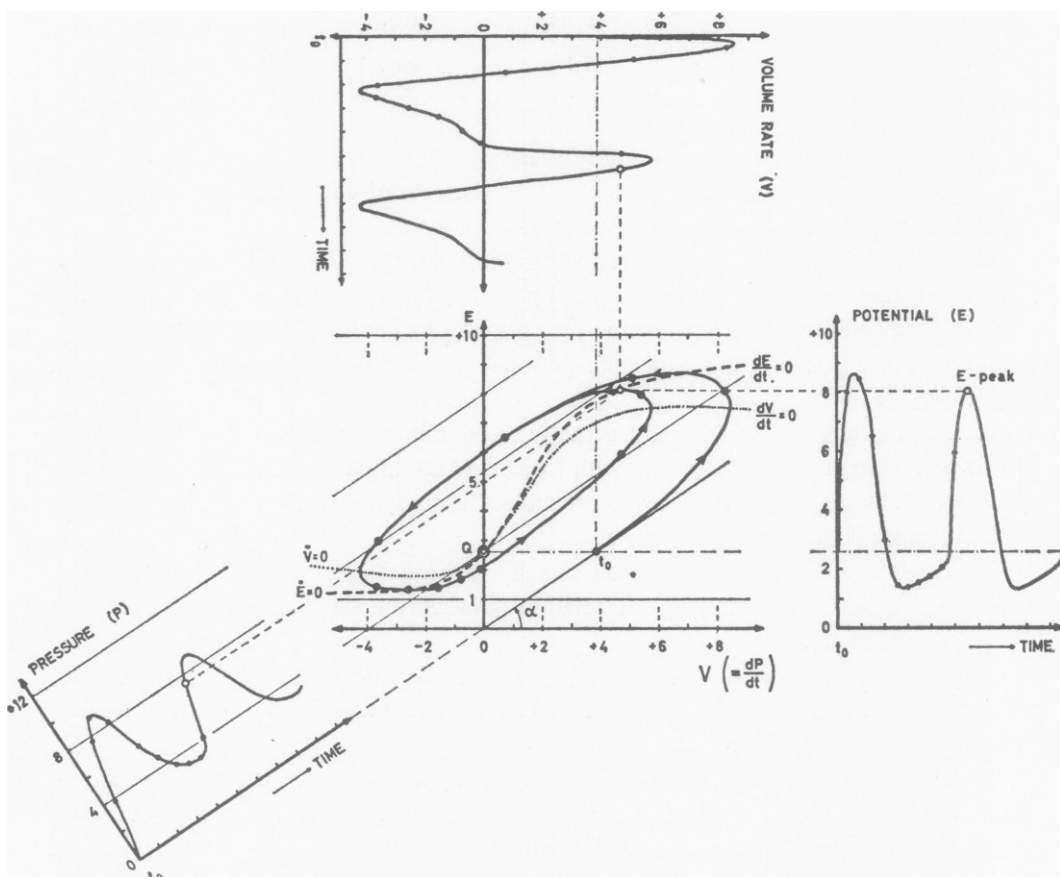 t₀
-4 -2 0 +2 +4 +6 +8
VOLUME RATE (V)
TIME
E
+10
dE/dt = 0
dV/dt = 0
5
Q
V̇=0
Ė=0
t₀
1
α
-4 -2 0 +2 +4 +6 +8
V (= dP/dt)
+10 POTENTIAL (E)
E-peak
8
6
4
2
0
t₀
TIME
PRESSURE (P)
+12
8
4
0
t₀
TIME